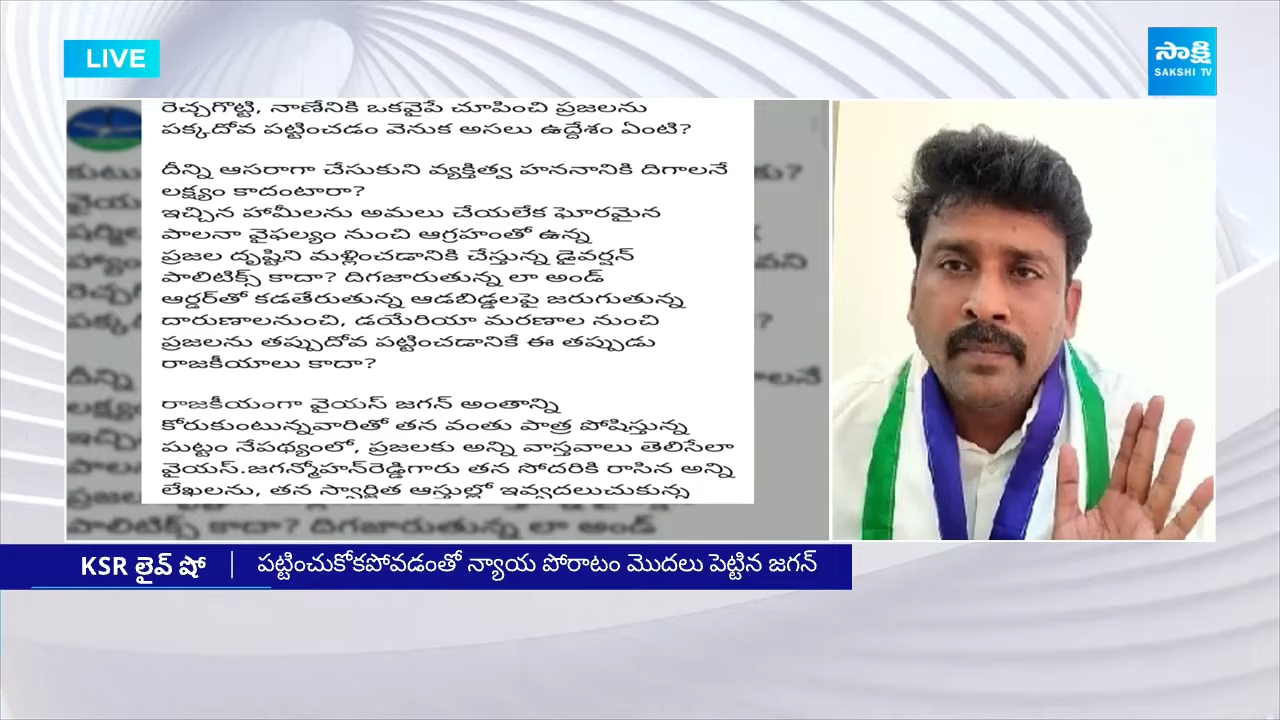 LIVE
సాక్షి
SAKSHI TV
రెచ్చగొట్టి, నాణేనికి ఒకవైపే చూపించి ప్రజలను
పక్కదోవ పట్టించడం వెనుక అసలు ఉద్దేశం ఏంటి?
దీన్ని ఆసరాగా చేసుకుని వ్యక్తిత్వ హననానికి దిగాలనే
లక్ష్యం కాదంటారా?
ఇచ్చిన హామీలను అమలు చేయలేక ఘోరమైన
పాలనా వైఫల్యం నుంచి ఆగ్రహంతో ఉన్న
ప్రజల దృష్టిని మళ్లించడానికి చేస్తున్న డైవర్షన్
పాలిటిక్స్ కాదా? దిగజారుతున్న లా అండ్
ఆర్డర్‌తో కడతేరుతున్న ఆడబిడ్డలపై జరుగుతున్న
దారుణాలనుంచి, డయేరియా మరణాల నుంచి
ప్రజలను తప్పుదోవ పట్టించడానికే ఈ తప్పుడు
రాజకీయాలు కాదా?
రాజకీయంగా వైయస్ జగన్ అంతాన్ని
కోరుకుంటున్నవారితో తన వంతు పాత్ర పోషిస్తున్న
ఘట్టం నేపథ్యంలో, ప్రజలకు అన్ని వాస్తవాలు తెలిసేలా
వైయస్.జగన్మోహన్‌రెడ్డిగారు తన సోదరికి రాసిన అన్ని
లేఖలను, తన స్వార్జిత ఆస్తుల్లో ఇవ్వదలుచుకున్న
పాలిటిక్స్ కాదా? దిగజారుతున్న లా అండ్
KSR లైవ్ షో
పట్టించుకోకపోవడంతో న్యాయ పోరాటం మొదలు పెట్టిన జగన్